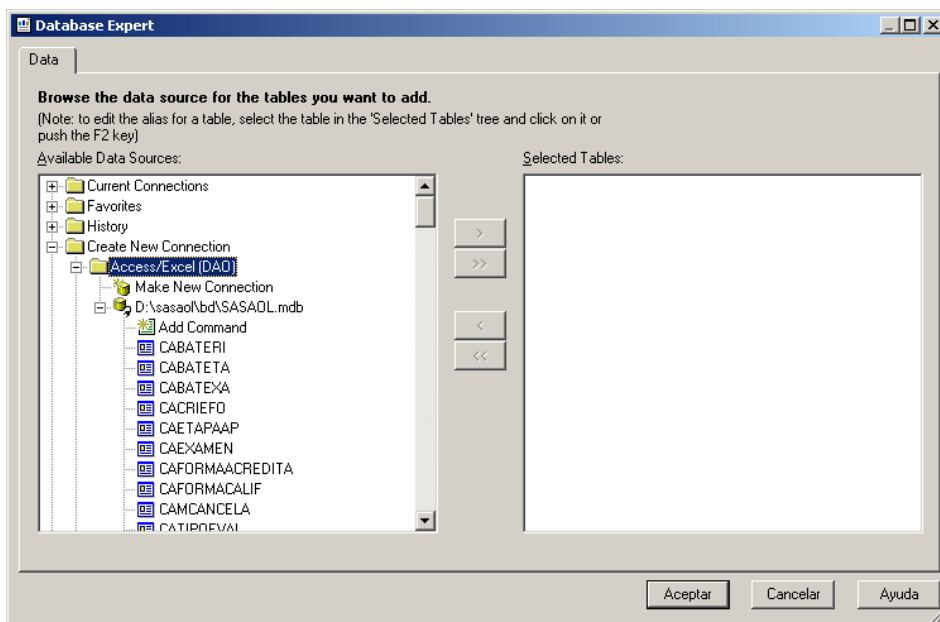 Database Expert
Data
Browse the data source for the tables you want to add.
(Note: to edit the alias for a table, select the table in the 'Selected Tables' tree and click on it or
push the F2 key)
Available Data Sources:
Selected Tables:
Current Connections
Favorites
History
Create New Connection
Access/Excel (DAO)
Make New Connection
D:\sasaol\bd\SASAOL.mdb
Add Command
CABATERI
CABATETA
CABATEXA
CACRIEFO
CAETAPAAP
CAEXAMEN
CAFORMAACREDITA
CAFORMACALIF
CAMCANCELA
CATIPOEVAL
>
>>
<
<<
Aceptar
Cancelar
Ayuda